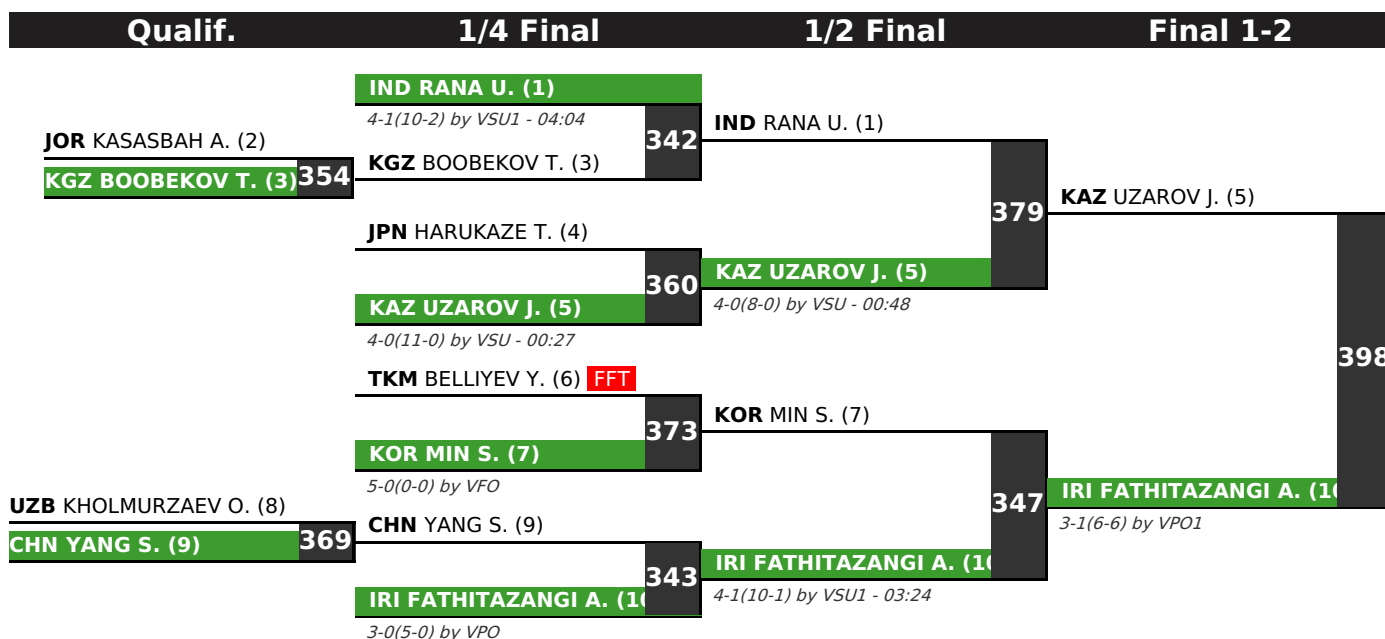 Qualif.
1/4 Final
1/2 Final
Final 1-2
JOR KASASBAH A. (2)
KGZ BOOBEKOV T. (3)
354
UZB KHOLMURZAEV O. (8)
CHN YANG S. (9)
369
IND RANA U. (1)
4-1(10-2) by VSU1 - 04:04
342
KGZ BOOBEKOV T. (3)
JPN HARUKAZE T. (4)
360
KAZ UZAROV J. (5)
4-0(11-0) by VSU - 00:27
TKM BELLIYEV Y. (6) FFT
373
KOR MIN S. (7)
5-0(0-0) by VFO
CHN YANG S. (9)
343
IRI FATHITAZANGI A. (10
3-0(5-0) by VPO
IND RANA U. (1)
379
KAZ UZAROV J. (5)
4-0(8-0) by VSU - 00:48
KOR MIN S. (7)
347
IRI FATHITAZANGI A. (10
4-1(10-1) by VSU1 - 03:24
KAZ UZAROV J. (5)
398
IRI FATHITAZANGI A. (10
3-1(6-6) by VPO1